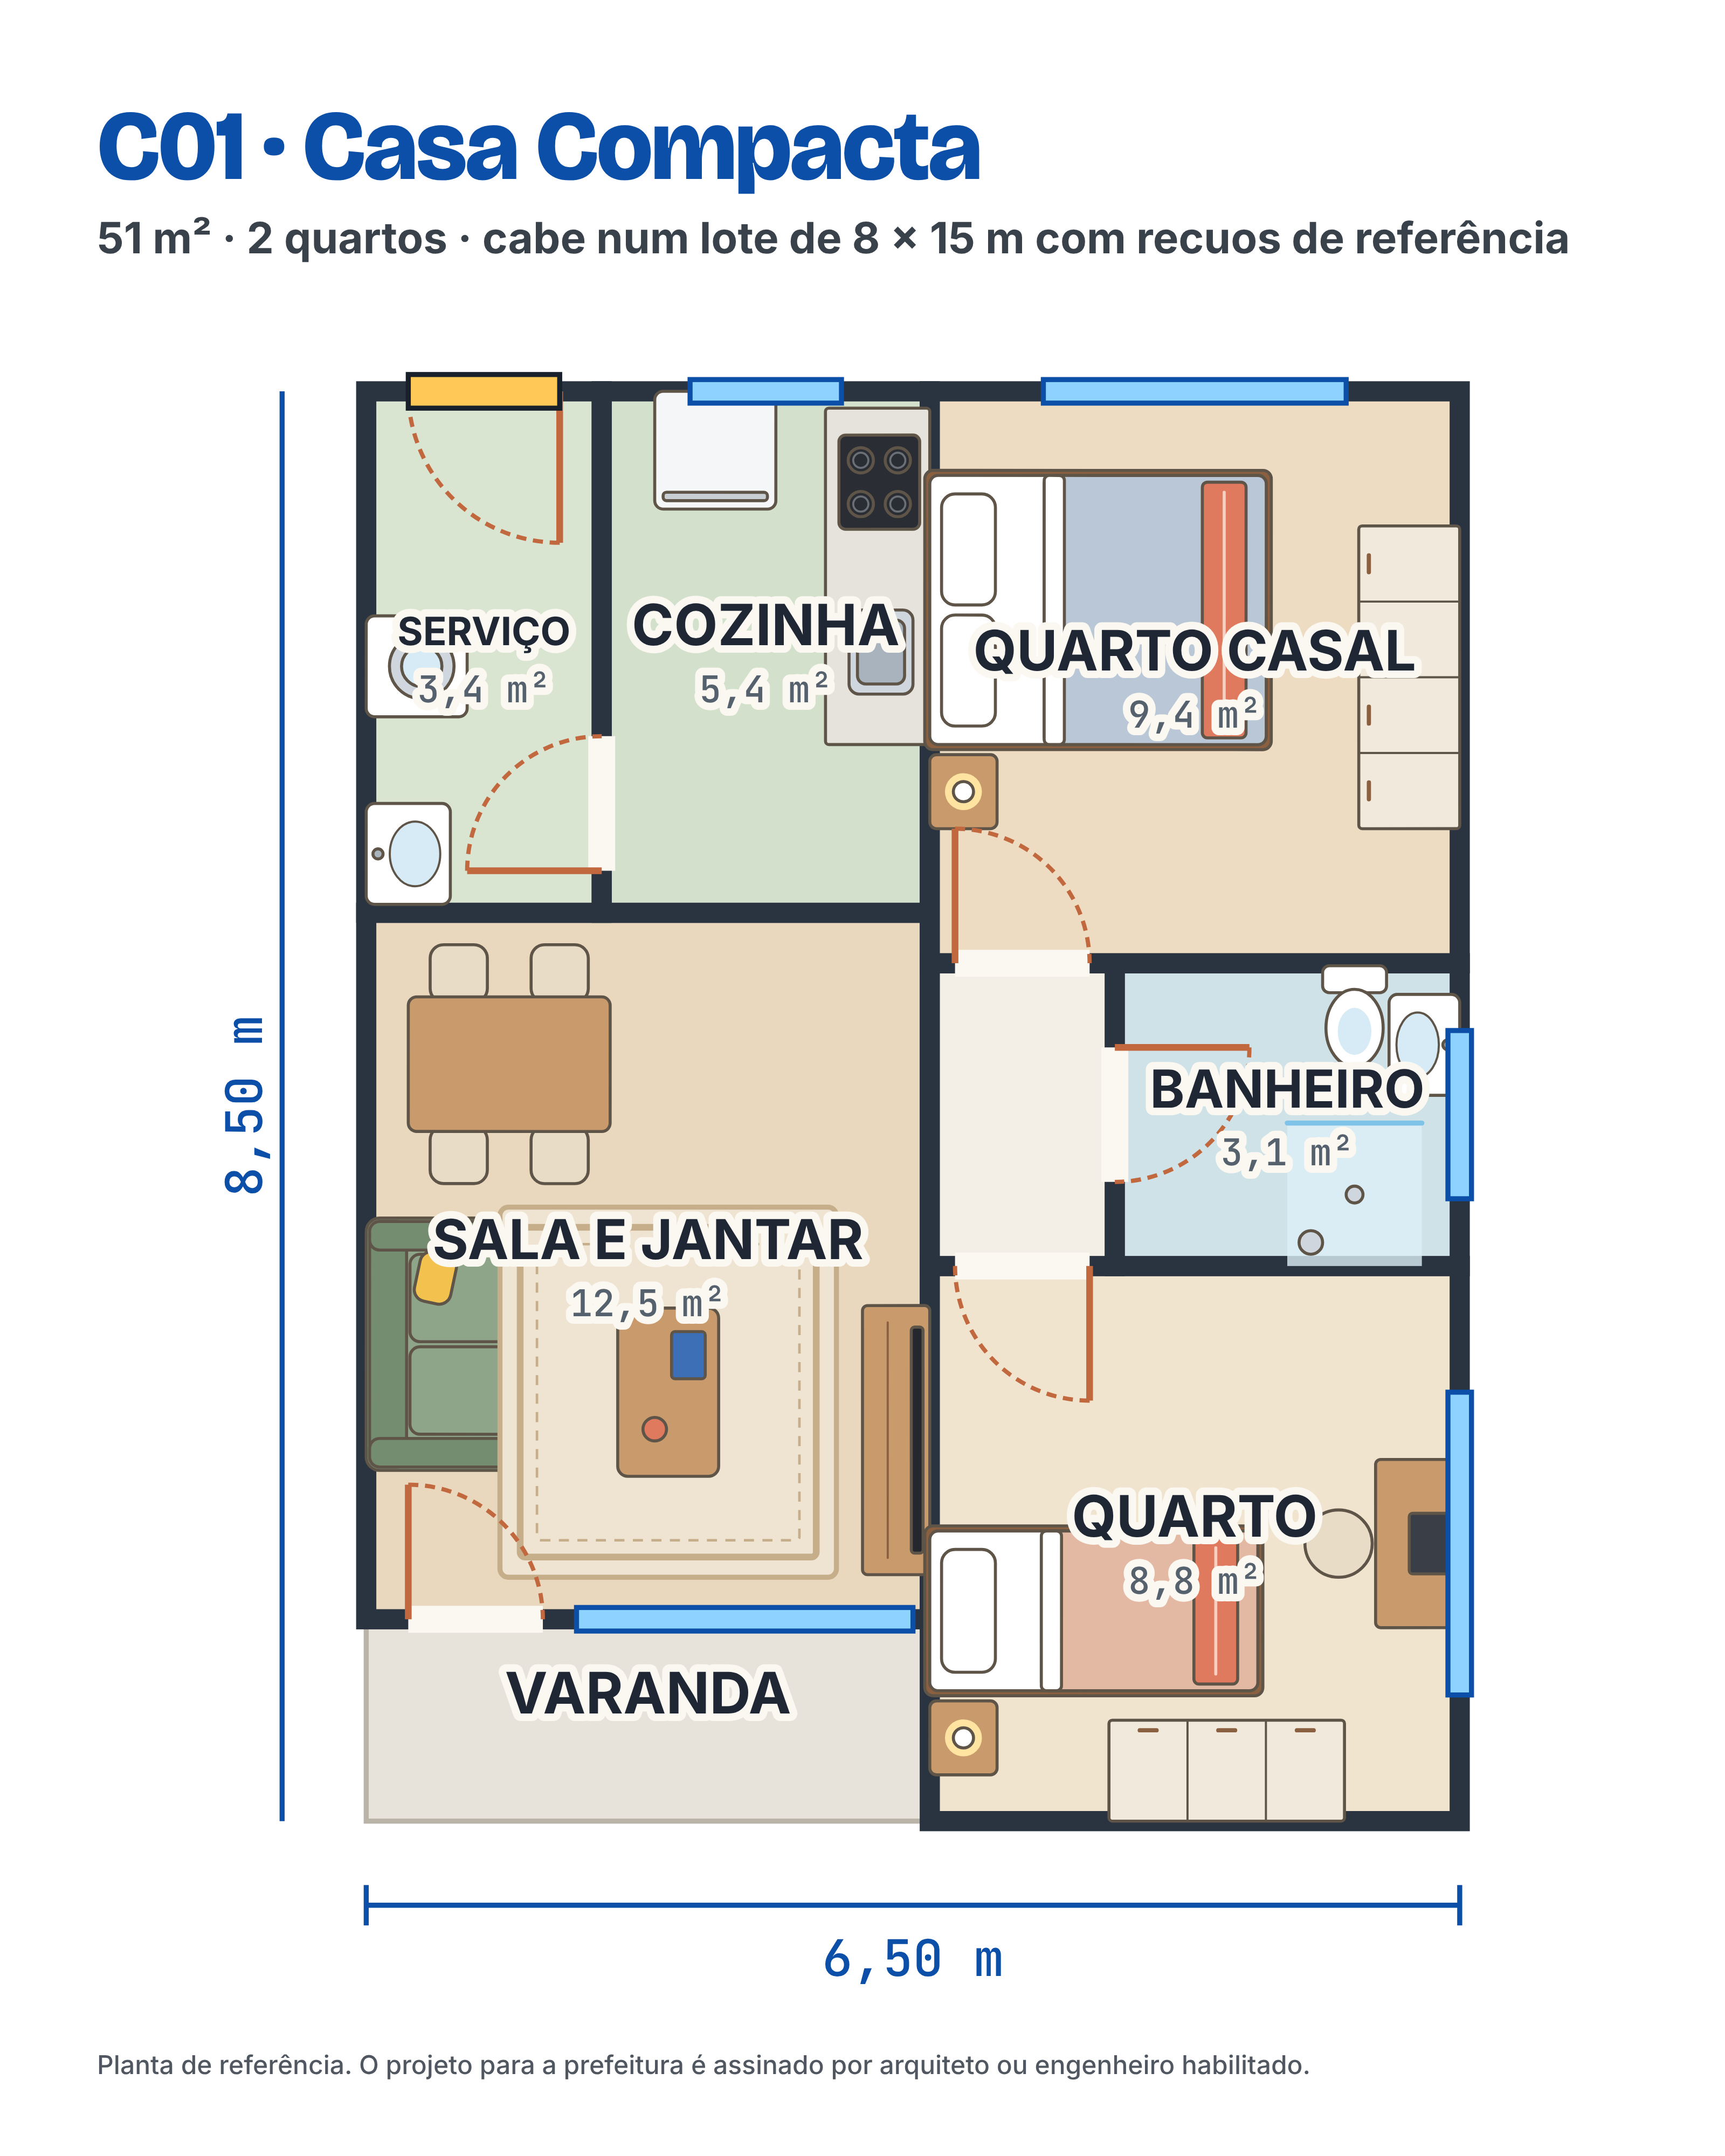 C01 · Casa Compacta
51 m² · 2 quartos · cabe num lote de 8 × 15 m com recuos de referência
SERVIÇO
3,4 m²
COZINHA
5,4 m²
QUARTO CASAL
9,4 m²
BANHEIRO
3,1 m²
8,50 m
SALA E JANTAR
12,5 m²
QUARTO
8,8 m²
VARANDA
6,50 m
Planta de referência. O projeto para a prefeitura é assinado por arquiteto ou engenheiro habilitado.